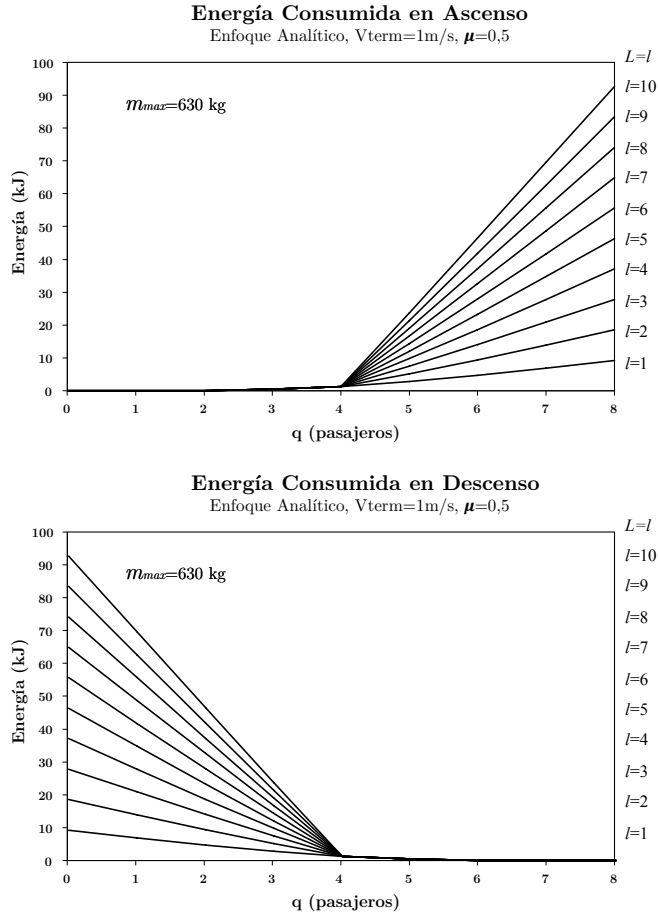 Energía Consumida en Ascenso
Enfoque Analítico, Vterm=1m/s, μ=0,5
L=l
100
90
80
70
60
50
40
30
20
10
0
Energía (kJ)
mmax=630 kg
l=10
l=9
l=8
l=7
l=6
l=5
l=4
l=3
l=2
l=1
0 1 2 3 4 5 6 7 8
q (pasajeros)
Energía Consumida en Descenso
Enfoque Analítico, Vterm=1m/s, μ=0,5
L=l
100
90
80
70
60
50
40
30
20
10
0
Energía (kJ)
mmax=630 kg
l=10
l=9
l=8
l=7
l=6
l=5
l=4
l=3
l=2
l=1
0 1 2 3 4 5 6 7 8
q (pasajeros)